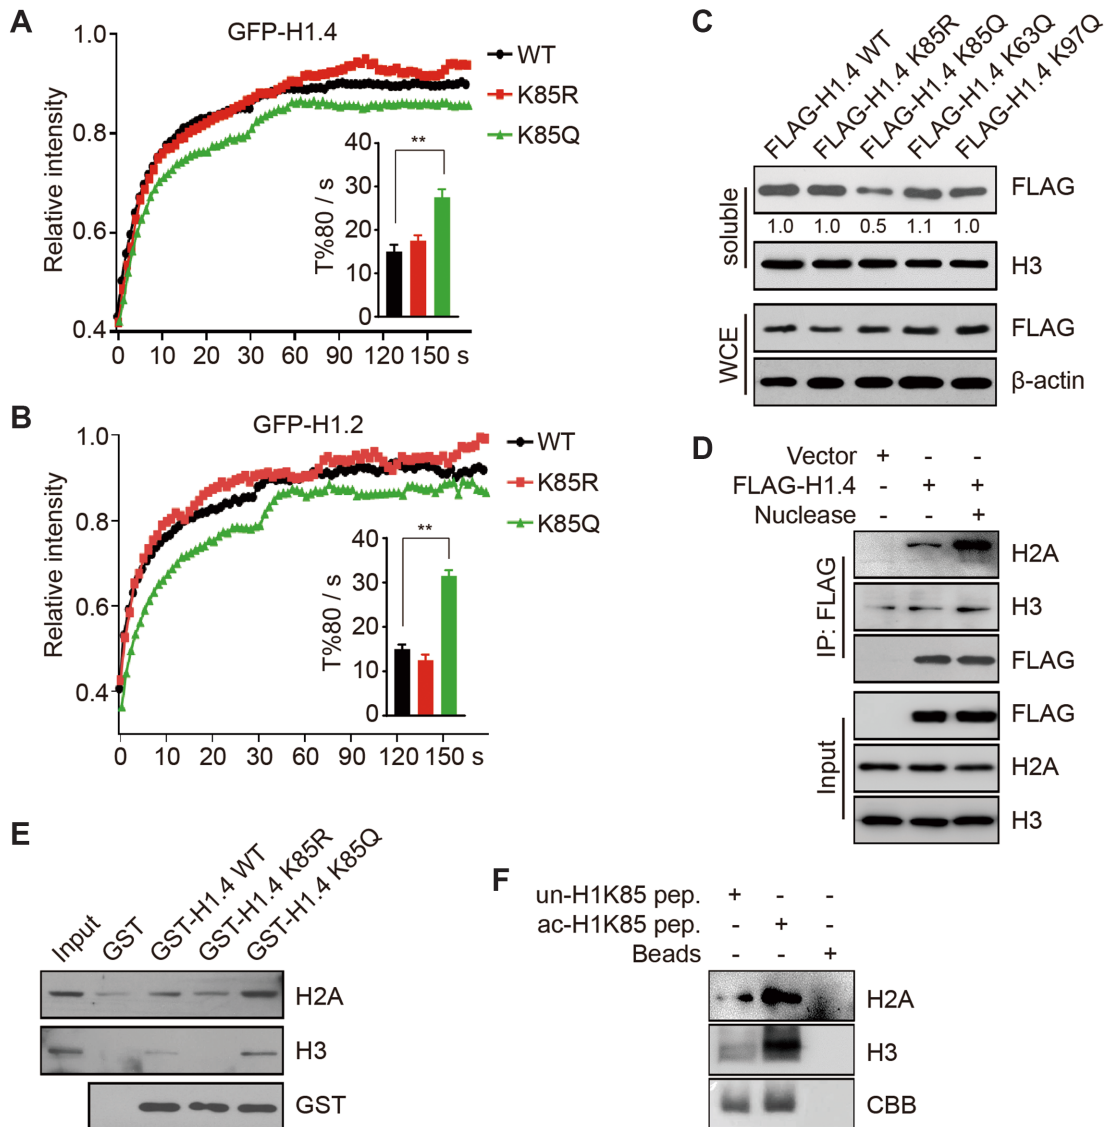 A
GFP-H1.4
Relative intensity
1.0
0.8
0.6
0.4
0 10 20 30 60 90 120 150 s
WT
K85R
K85Q
T%80 / s
40
30
20
10
0
**
B
GFP-H1.2
Relative intensity
1.0
0.8
0.6
0.4
0 10 20 30 60 90 120 150 s
WT
K85R
K85Q
T%80 / s
40
30
20
10
0
**
C
FLAG-H1.4 WT
FLAG-H1.4 K85R
FLAG-H1.4 K85Q
FLAG-H1.4 K63Q
FLAG-H1.4 K97Q
soluble
FLAG
1.0 1.0 0.5 1.1 1.0
H3
WCE
FLAG
β-actin
D
Vector + - -
FLAG-H1.4 - + +
Nuclease - - +
IP: FLAG
H2A
H3
FLAG
Input
FLAG
H2A
H3
E
Input
GST
GST-H1.4 WT
GST-H1.4 K85R
GST-H1.4 K85Q
H2A
H3
GST
F
un-H1K85 pep. + - -
ac-H1K85 pep. - + -
Beads - - +
H2A
H3
CBB